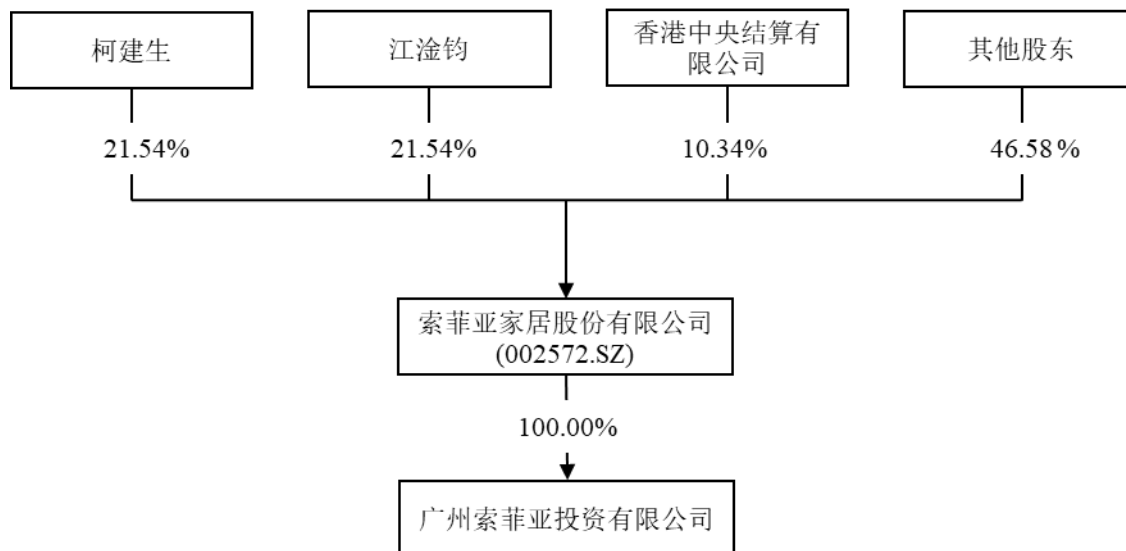 柯建生
江淦钧
香港中央结算有
限公司
其他股东
21.54%
21.54%
10.34%
46.58%
索菲亚家居股份有限公司
(002572.SZ)
100.00%
广州索菲亚投资有限公司